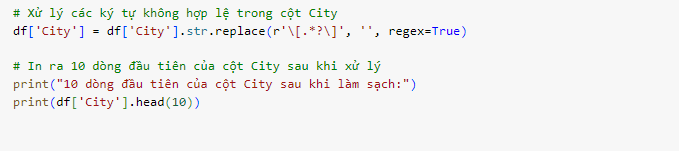 # Xử lý các ký tự không hợp lệ trong cột City
df['City'] = df['City'].str.replace(r'\[.*?\]', '', regex=True)
# In ra 10 dòng đầu tiên của cột City sau khi xử lý
print("10 dòng đầu tiên của cột City sau khi làm sạch:")
print(df['City'].head(10))